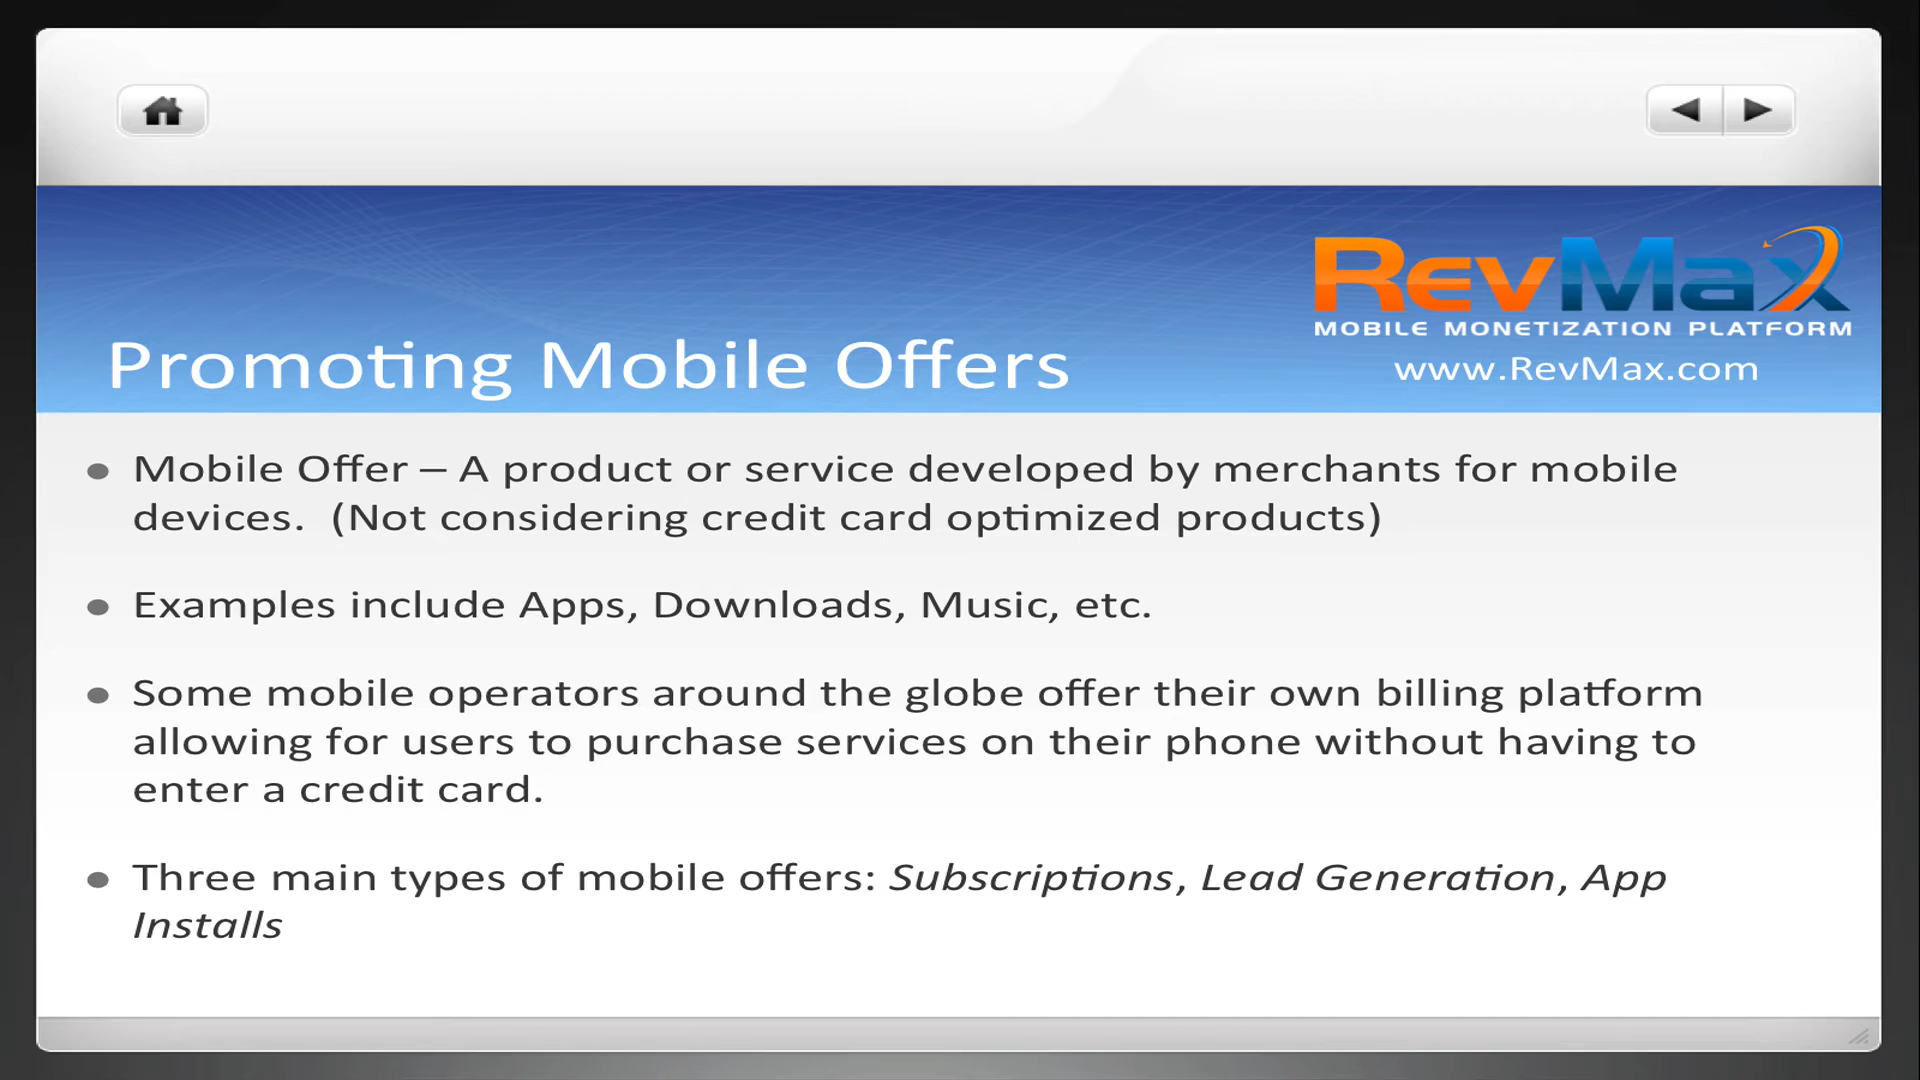 RevMax
MOBILE MONETIZATION PLATFORM
www.RevMax.com
Promoting Mobile Offers
Mobile Offer – A product or service developed by merchants for mobile
devices.  (Not considering credit card optimized products)
Examples include Apps, Downloads, Music, etc.
Some mobile operators around the globe offer their own billing platform
allowing for users to purchase services on their phone without having to
enter a credit card.
Three main types of mobile offers: Subscriptions, Lead Generation, App
Installs